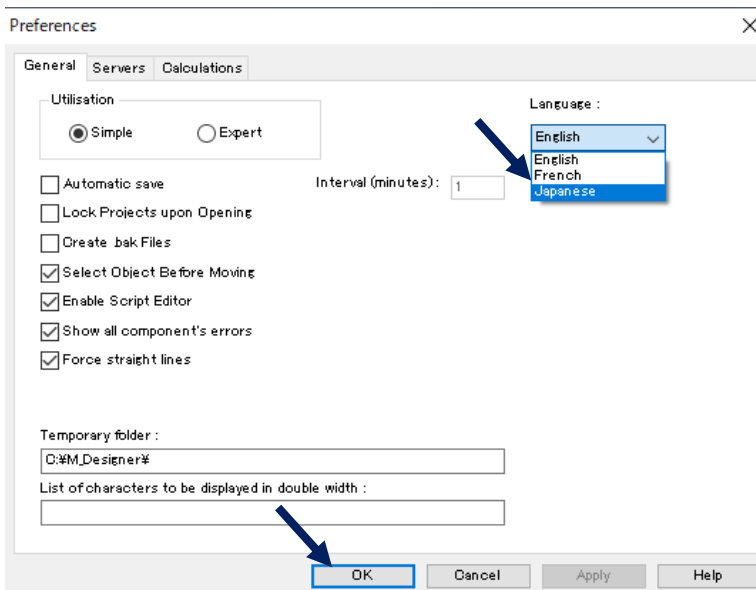 Preferences
General Servers Calculations
Utilisation
Simple Expert
Language :
English
English
French
Japanese
Automatic save Interval (minutes) : 1
Lock Projects upon Opening
Create .bak Files
Select Object Before Moving
Enable Script Editor
Show all component's errors
Force straight lines
Temporary folder :
C:¥M_Designer¥
List of characters to be displayed in double width :
OK Cancel Apply Help